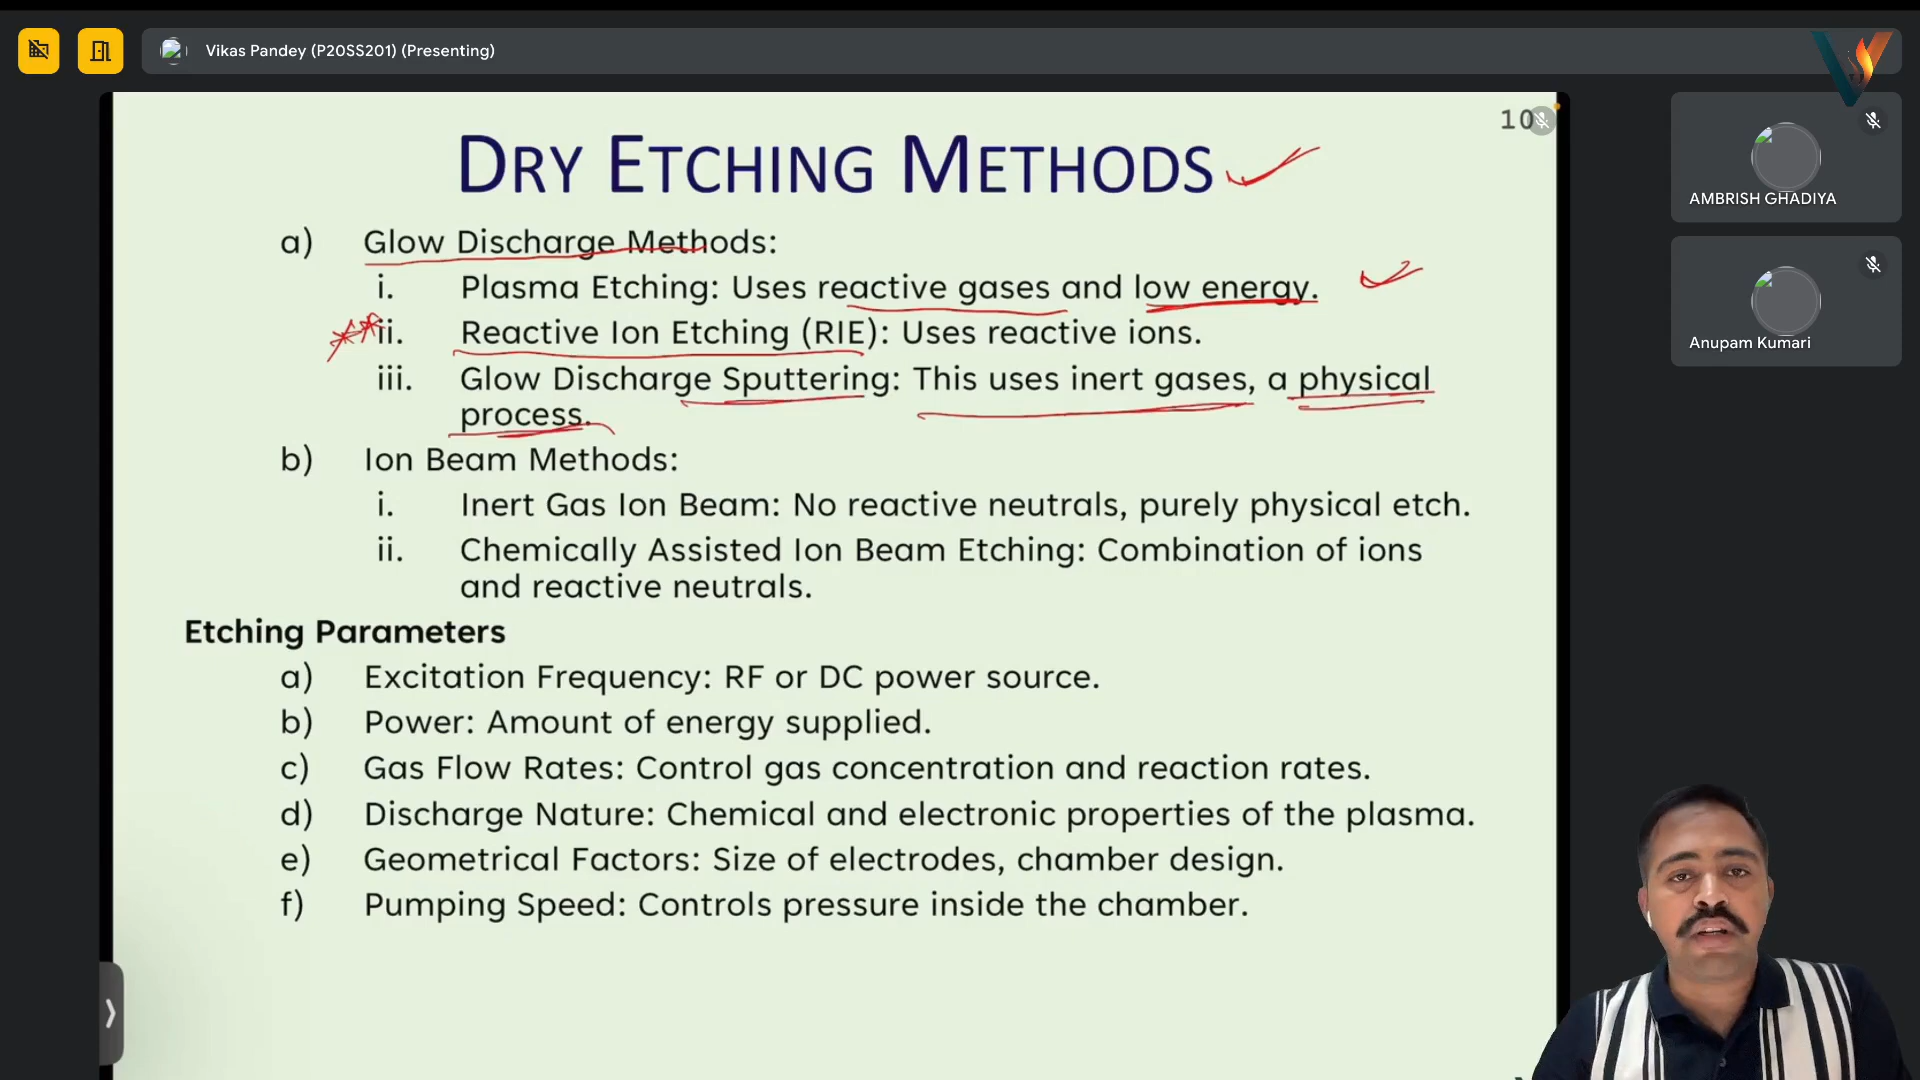 Vikas Pandey (P20SS201) (Presenting)
10
DRY ETCHING METHODS
a) Glow Discharge Methods:
i. Plasma Etching: Uses reactive gases and low energy.
ii. Reactive Ion Etching (RIE): Uses reactive ions.
iii. Glow Discharge Sputtering: This uses inert gases, a physical
process.
b) Ion Beam Methods:
i. Inert Gas Ion Beam: No reactive neutrals, purely physical etch.
ii. Chemically Assisted Ion Beam Etching: Combination of ions
and reactive neutrals.
Etching Parameters
a) Excitation Frequency: RF or DC power source.
b) Power: Amount of energy supplied.
c) Gas Flow Rates: Control gas concentration and reaction rates.
d) Discharge Nature: Chemical and electronic properties of the plasma.
e) Geometrical Factors: Size of electrodes, chamber design.
f) Pumping Speed: Controls pressure inside the chamber.
AMBRISH GHADIYA
Anupam Kumari